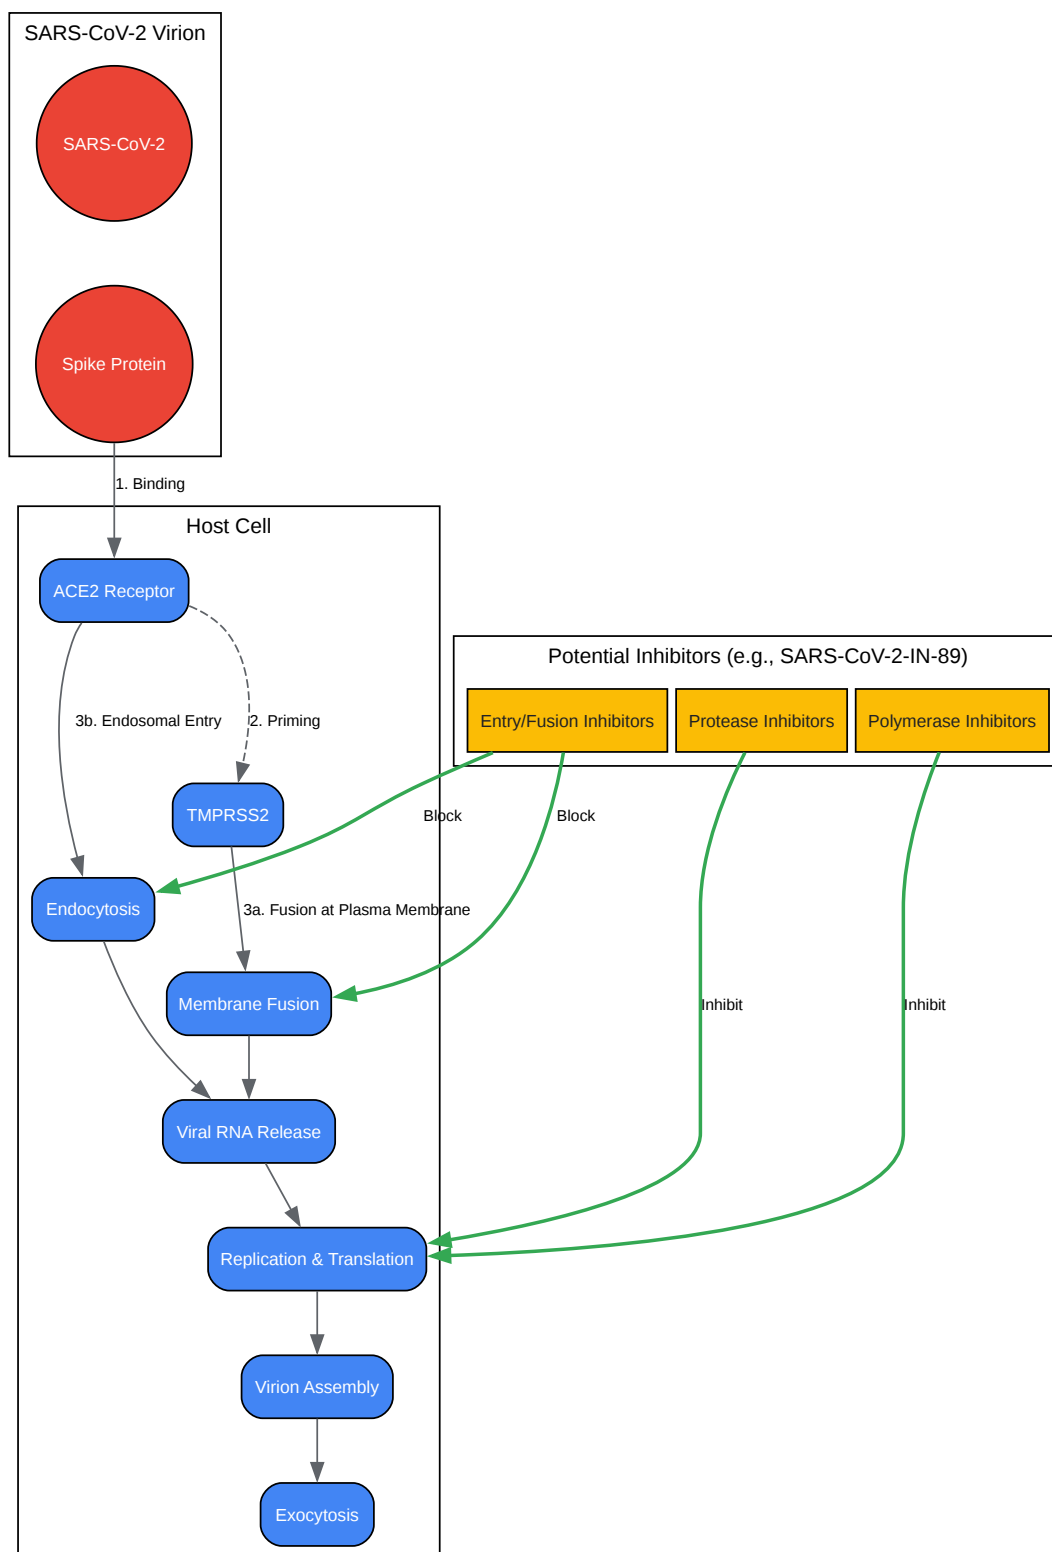 SARS-CoV-2 Virion
SARS-CoV-2
Spike Protein
1. Binding
Host Cell
ACE2 Receptor
Potential Inhibitors (e.g., SARS-CoV-2-IN-89)
Entry/Fusion Inhibitors
Protease Inhibitors
Polymerase Inhibitors
3b. Endosomal Entry
2. Priming
TMPRSS2
Block
Block
Endocytosis
3a. Fusion at Plasma Membrane
Membrane Fusion
Inhibit
Inhibit
Viral RNA Release
Replication & Translation
Virion Assembly
Exocytosis